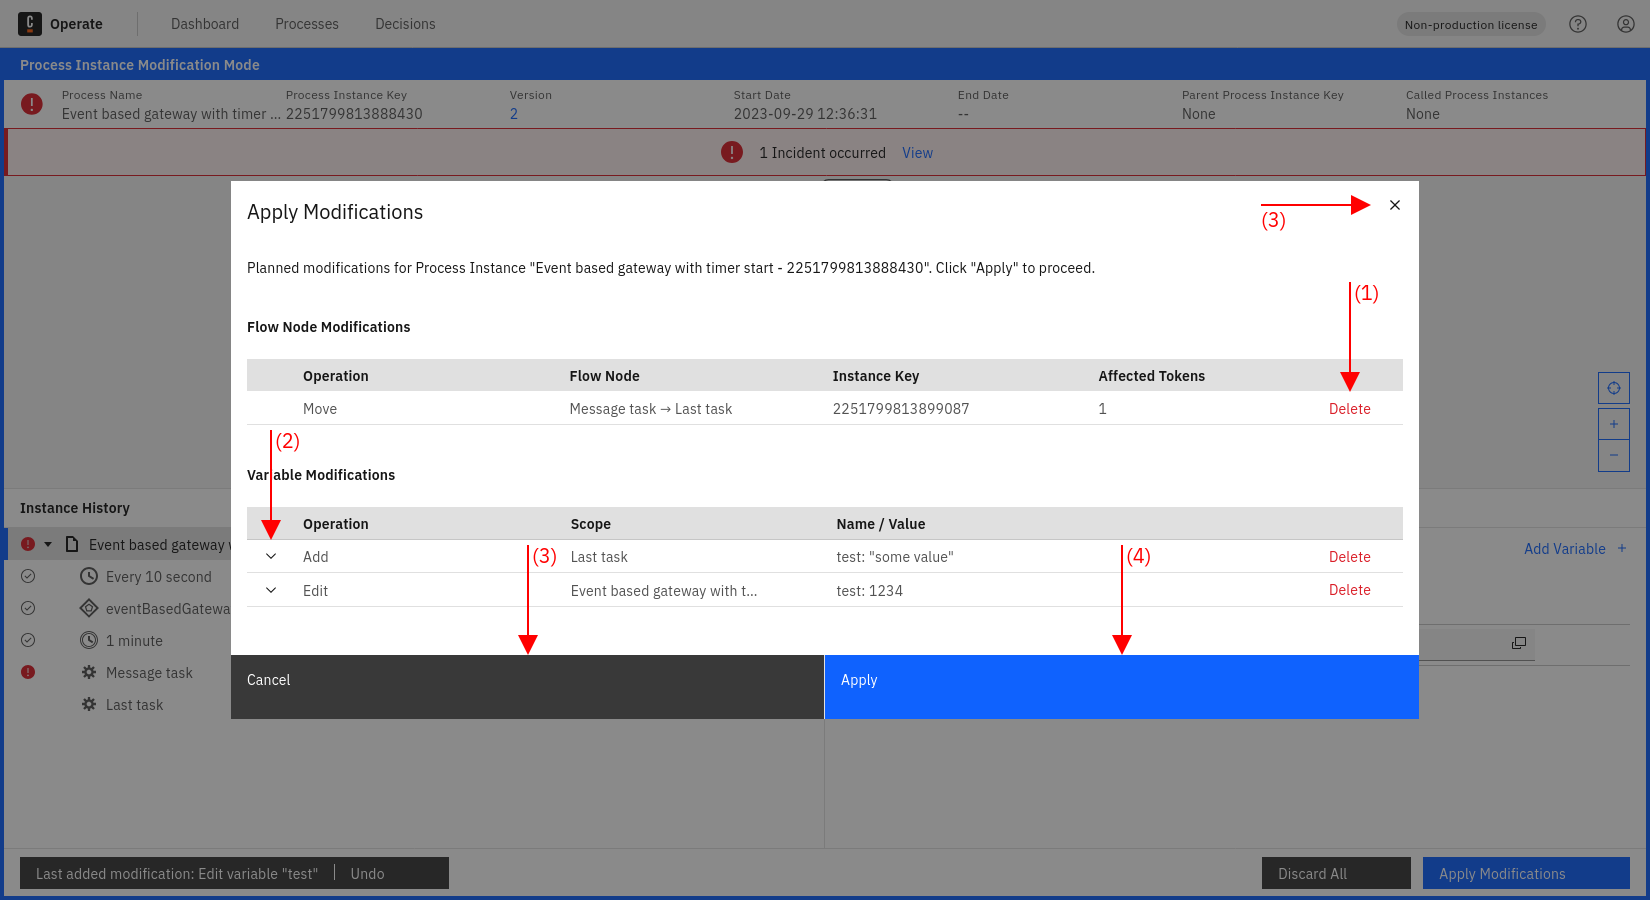 Operate Dashboard Processes Decisions Non-production license
Process Instance Modification Mode
Process Name Process Instance Key Version Start Date End Date Parent Process Instance Key Called Process Instances
Event based gateway with timer ... 2251799813888430 2 2023-09-29 12:36:31 -- None None
1 Incident occurred View
Apply Modifications
(3)
Planned modifications for Process Instance "Event based gateway with timer start - 2251799813888430". Click "Apply" to proceed.
(1)
Flow Node Modifications
Operation Flow Node Instance Key Affected Tokens
Move Message task → Last task 2251799813899087 1 Delete
(2)
Variable Modifications
Operation Scope Name / Value
Add Last task test: "some value" Delete
(3) (4)
Edit Event based gateway with t... test: 1234 Delete
Cancel Apply
Instance History
Event based gateway
Every 10 second
eventBasedGatewa
1 minute
Message task
Last task
Add Variable +
Last added modification: Edit variable "test" Undo
Discard All Apply Modifications